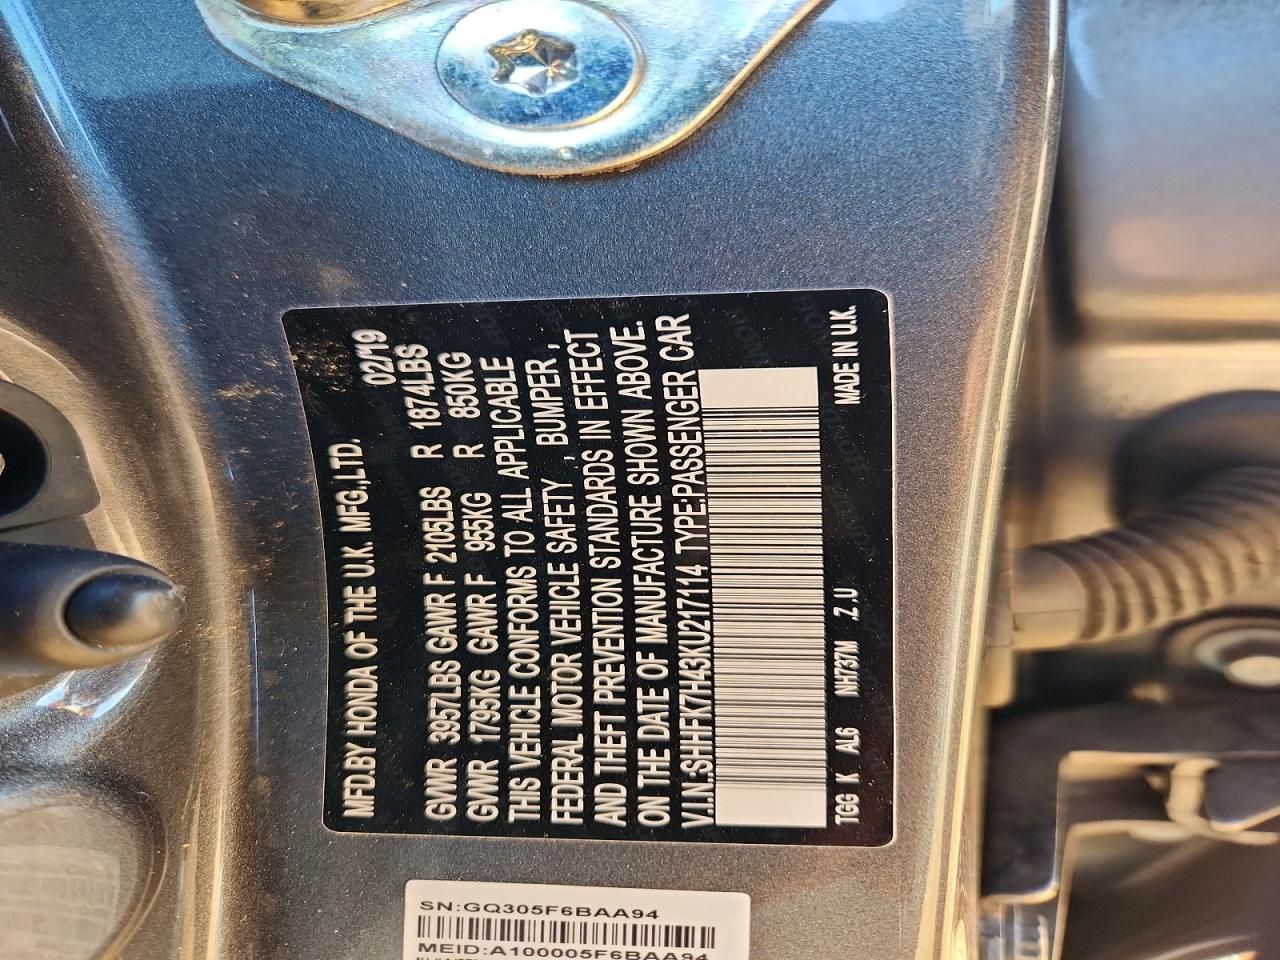 MFD.BY HONDA OF THE U.K. MFG.,LTD. 02/19
GVWR 3957LBS GAWR F 2105LBS R 1874LBS
GVWR 1795KG GAWR F 955KG R 850KG
THIS VEHICLE CONFORMS TO ALL APPLICABLE
FEDERAL MOTOR VEHICLE SAFETY , BUMPER ,
AND THEFT PREVENTION STANDARDS IN EFFECT
ON THE DATE OF MANUFACTURE SHOWN ABOVE.
V.I.N.:SHHFK7H43KU217114 TYPE:PASSENGER CAR
TGG K AL6 NH737M .Z.U MADE IN U.K.
SN:GQ305F6BAA94
MEID:A100005F6BAA94